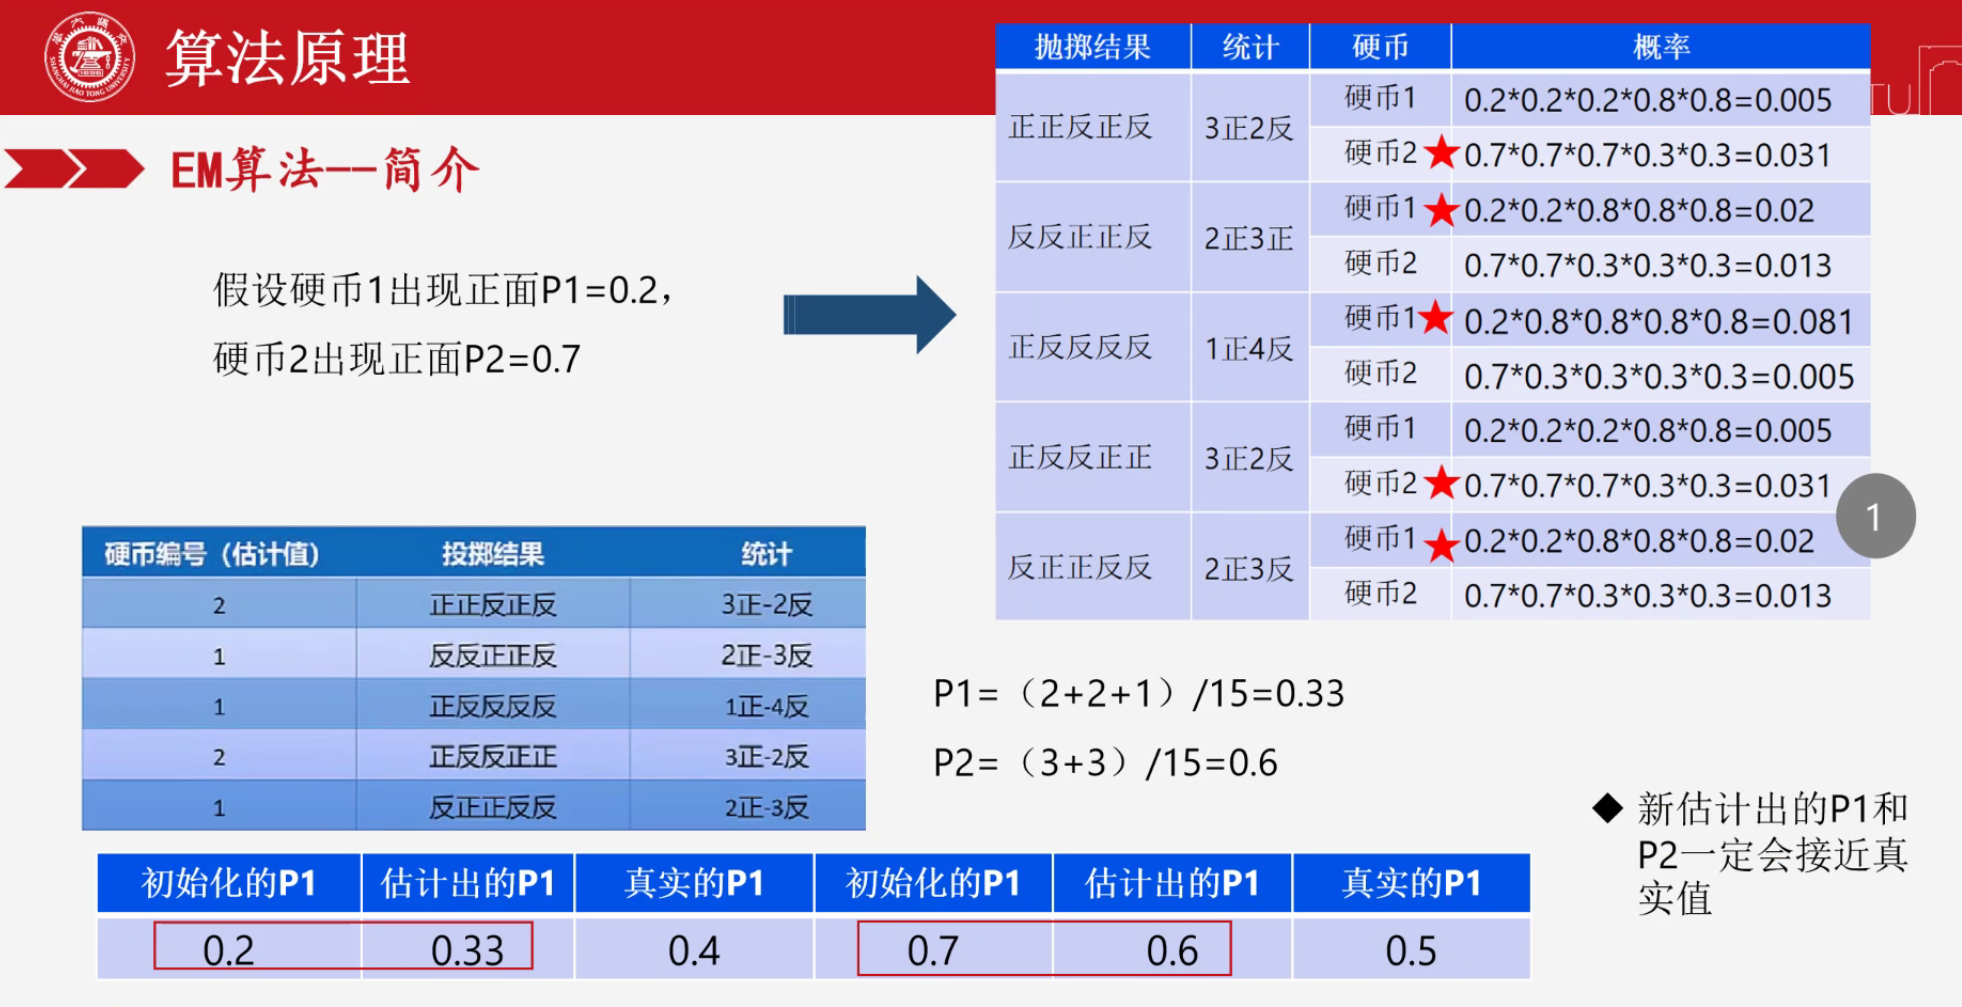 算法原理
EM算法--简介
假设硬币1出现正面P1=0.2，
硬币2出现正面P2=0.7
抛掷结果 统计 硬币 概率
正正反正反 3正2反 硬币1 0.2*0.2*0.2*0.8*0.8=0.005
硬币2 0.7*0.7*0.7*0.3*0.3=0.031
反反正正反 2正3正 硬币1 0.2*0.2*0.8*0.8*0.8=0.02
硬币2 0.7*0.7*0.3*0.3*0.3=0.013
正反反反反 1正4反 硬币1 0.2*0.8*0.8*0.8*0.8=0.081
硬币2 0.7*0.3*0.3*0.3*0.3=0.005
正反反正正 3正2反 硬币1 0.2*0.2*0.2*0.8*0.8=0.005
硬币2 0.7*0.7*0.7*0.3*0.3=0.031
反正正反反 2正3反 硬币1 0.2*0.2*0.8*0.8*0.8=0.02
硬币2 0.7*0.7*0.3*0.3*0.3=0.013
1
硬币编号（估计值） 投掷结果 统计
2 正正反正反 3正-2反
1 反反正正反 2正-3反
1 正反反反反 1正-4反
2 正反反正正 3正-2反
1 反正正反反 2正-3反
P1=（2+2+1）/15=0.33
P2=（3+3）/15=0.6
◆ 新估计出的P1和
P2一定会接近真
实值
初始化的P1 估计出的P1 真实的P1 初始化的P1 估计出的P1 真实的P1
0.2 0.33 0.4 0.7 0.6 0.5